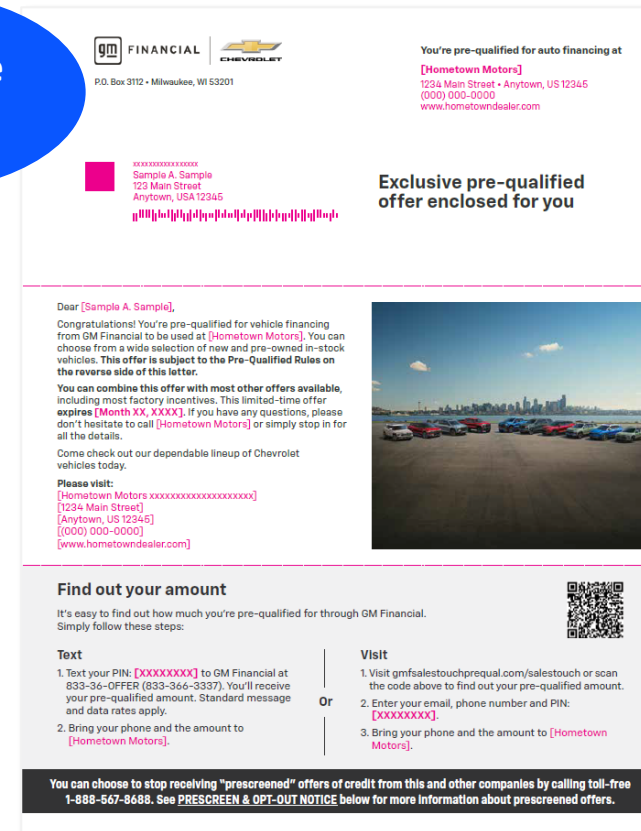 e
gm FINANCIAL CHEVROLET
P.O. Box 3112 • Milwaukee, WI 53201
You're pre-qualified for auto financing at
[Hometown Motors]
1234 Main Street • Anytown, US 12345
(000) 000-0000
www.hometowndealer.com
xxxxxxxxxxxxxxxx
Sample A. Sample
123 Main Street
Anytown, USA 12345
Exclusive pre-qualified
offer enclosed for you
Dear [Sample A. Sample],
Congratulations! You're pre-qualified for vehicle financing
from GM Financial to be used at [Hometown Motors]. You can
choose from a wide selection of new and pre-owned in-stock
vehicles. This offer is subject to the Pre-Qualified Rules on
the reverse side of this letter.
You can combine this offer with most other offers available,
including most factory incentives. This limited-time offer
expires [Month XX, XXXX]. If you have any questions, please
don't hesitate to call [Hometown Motors] or simply stop in for
all the details.
Come check out our dependable lineup of Chevrolet
vehicles today.
Please visit:
[Hometown Motors xxxxxxxxxxxxxxxxxxxx]
[1234 Main Street]
[Anytown, US 12345]
[(000) 000-0000]
[www.hometowndealer.com]
Find out your amount
It's easy to find out how much you're pre-qualified for through GM Financial.
Simply follow these steps:
Text
1. Text your PIN: [XXXXXXXX] to GM Financial at
833-36-OFFER (833-366-3337). You'll receive
your pre-qualified amount. Standard message
and data rates apply.
2. Bring your phone and the amount to
[Hometown Motors].
Or
Visit
1. Visit gmfsalestouchprequal.com/salestouch or scan
the code above to find out your pre-qualified amount.
2. Enter your email, phone number and PIN:
[XXXXXXXX].
3. Bring your phone and the amount to [Hometown
Motors].
You can choose to stop receiving "prescreened" offers of credit from this and other companies by calling toll-free
1-888-567-8688. See PRESCREEN & OPT-OUT NOTICE below for more information about prescreened offers.